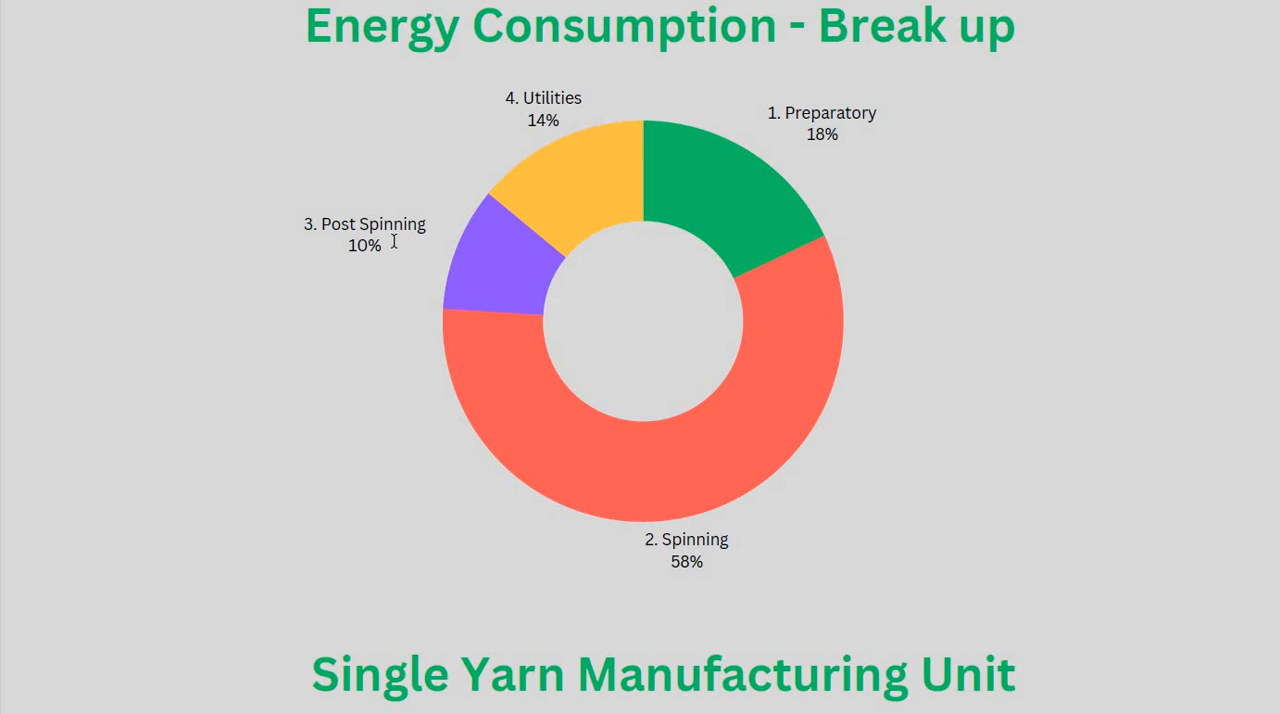 Energy Consumption - Break up
4. Utilities
14%
1. Preparatory
18%
3. Post Spinning
10%
2. Spinning
58%
Single Yarn Manufacturing Unit